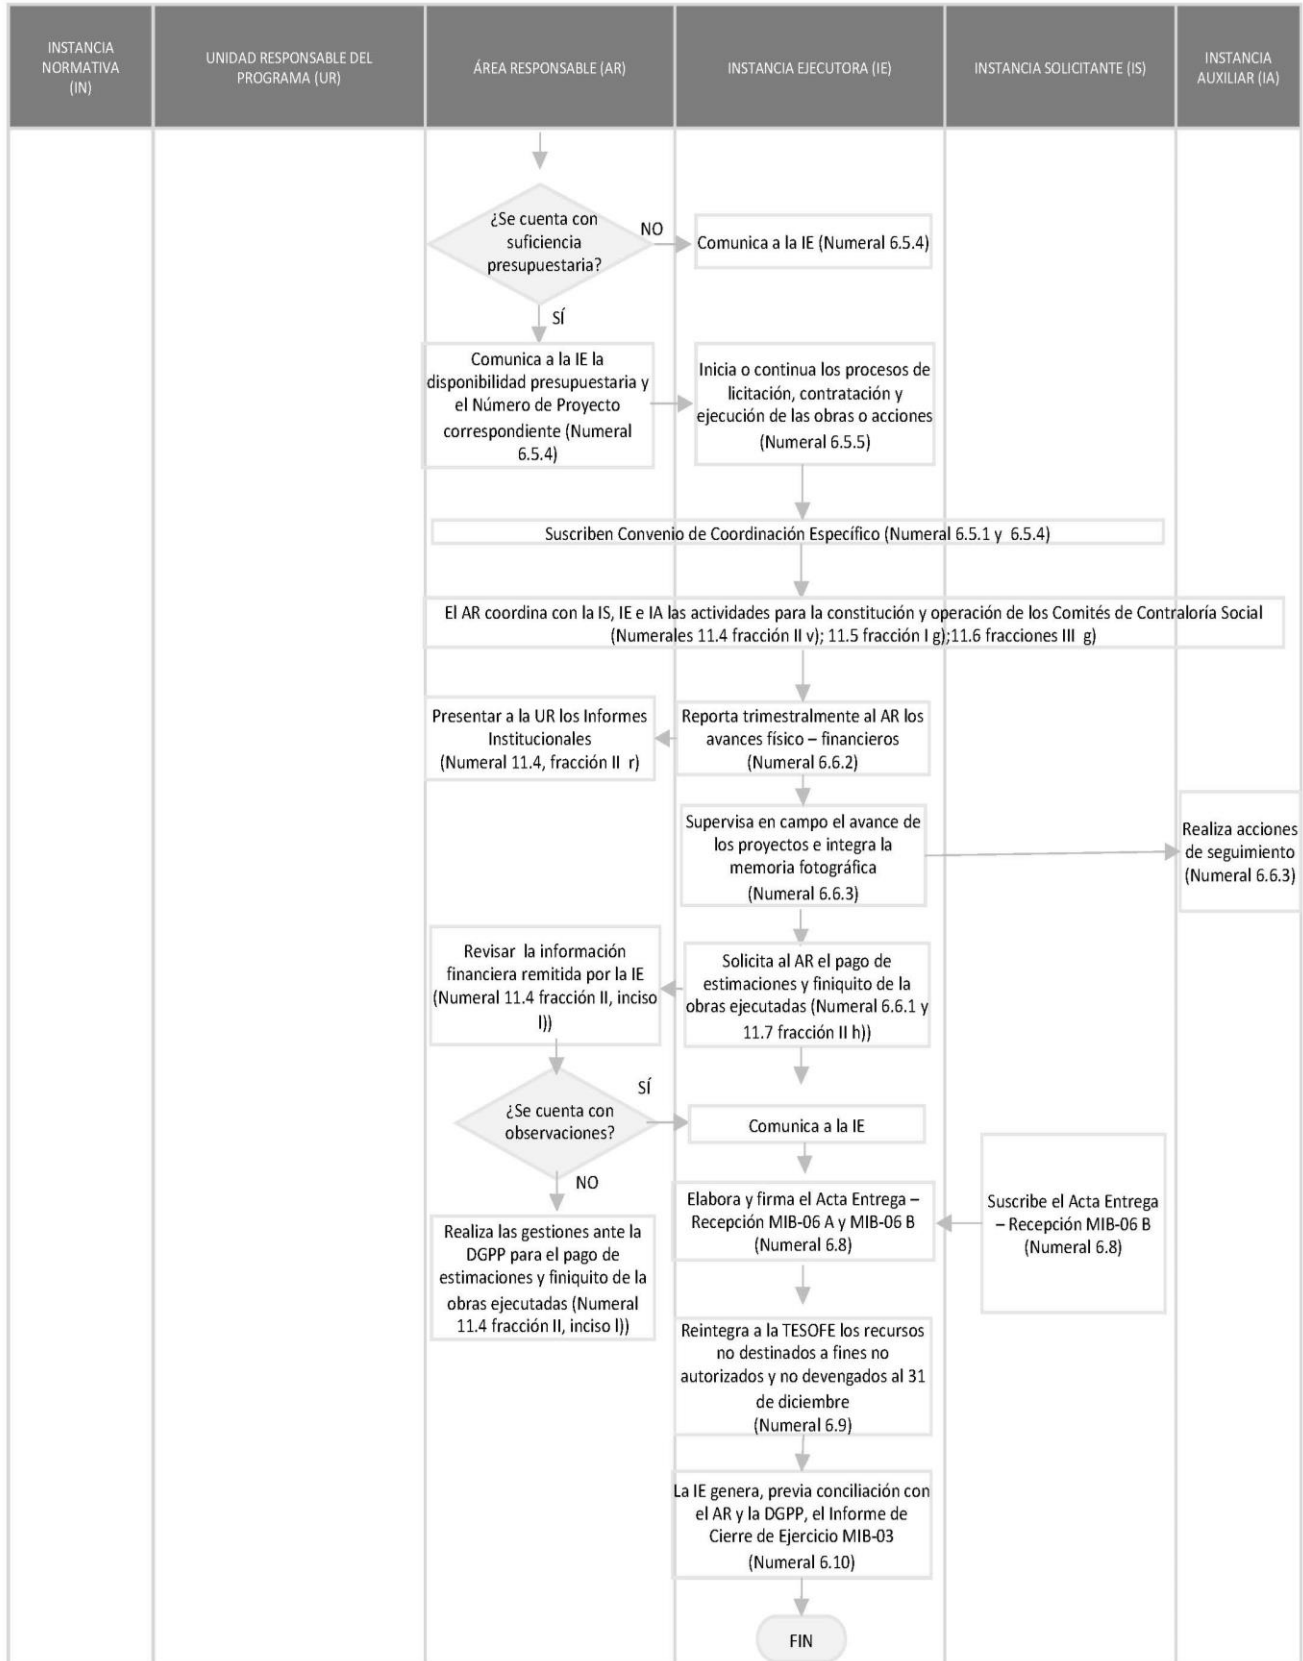 INSTANCIA
NORMATIVA
(IN)
UNIDAD RESPONSABLE DEL
PROGRAMA (UR)
ÁREA RESPONSABLE (AR)
INSTANCIA EJECUTORA (IE)
INSTANCIA SOLICITANTE (IS)
INSTANCIA
AUXILIAR (IA)
¿Se cuenta con
suficiencia
presupuestaria?
NO
Comunica a la IE (Numeral 6.5.4)
SÍ
Comunica a la IE la
disponibilidad presupuestaria y
el Número de Proyecto
correspondiente (Numeral
6.5.4)
Inicia o continua los procesos de
licitación, contratación y
ejecución de las obras o acciones
(Numeral 6.5.5)
Suscriben Convenio de Coordinación Específico (Numeral 6.5.1 y 6.5.4)
El AR coordina con la IS, IE e IA las actividades para la constitución y operación de los Comités de Contraloría Social
(Numerales 11.4 fracción II v); 11.5 fracción I g);11.6 fracciones III g)
Presentar a la UR los Informes
Institucionales
(Numeral 11.4, fracción II r)
Reporta trimestralmente al AR los
avances físico – financieros
(Numeral 6.6.2)
Supervisa en campo el avance de
los proyectos e integra la
memoria fotográfica
(Numeral 6.6.3)
Realiza acciones
de seguimiento
(Numeral 6.6.3)
Revisar la información
financiera remitida por la IE
(Numeral 11.4 fracción II, inciso
l))
Solicita al AR el pago de
estimaciones y finiquito de la
obras ejecutadas (Numeral 6.6.1 y
11.7 fracción II h))
¿Se cuenta con
observaciones?
SÍ
Comunica a la IE
NO
Elabora y firma el Acta Entrega –
Recepción MIB-06 A y MIB-06 B
(Numeral 6.8)
Suscribe el Acta Entrega
– Recepción MIB-06 B
(Numeral 6.8)
Realiza las gestiones ante la
DGPP para el pago de
estimaciones y finiquito de la
obras ejecutadas (Numeral
11.4 fracción II, inciso l))
Reintegra a la TESOFE los recursos
no destinados a fines no
autorizados y no devengados al 31
de diciembre
(Numeral 6.9)
La IE genera, previa conciliación con
el AR y la DGPP, el Informe de
Cierre de Ejercicio MIB-03
(Numeral 6.10)
FIN